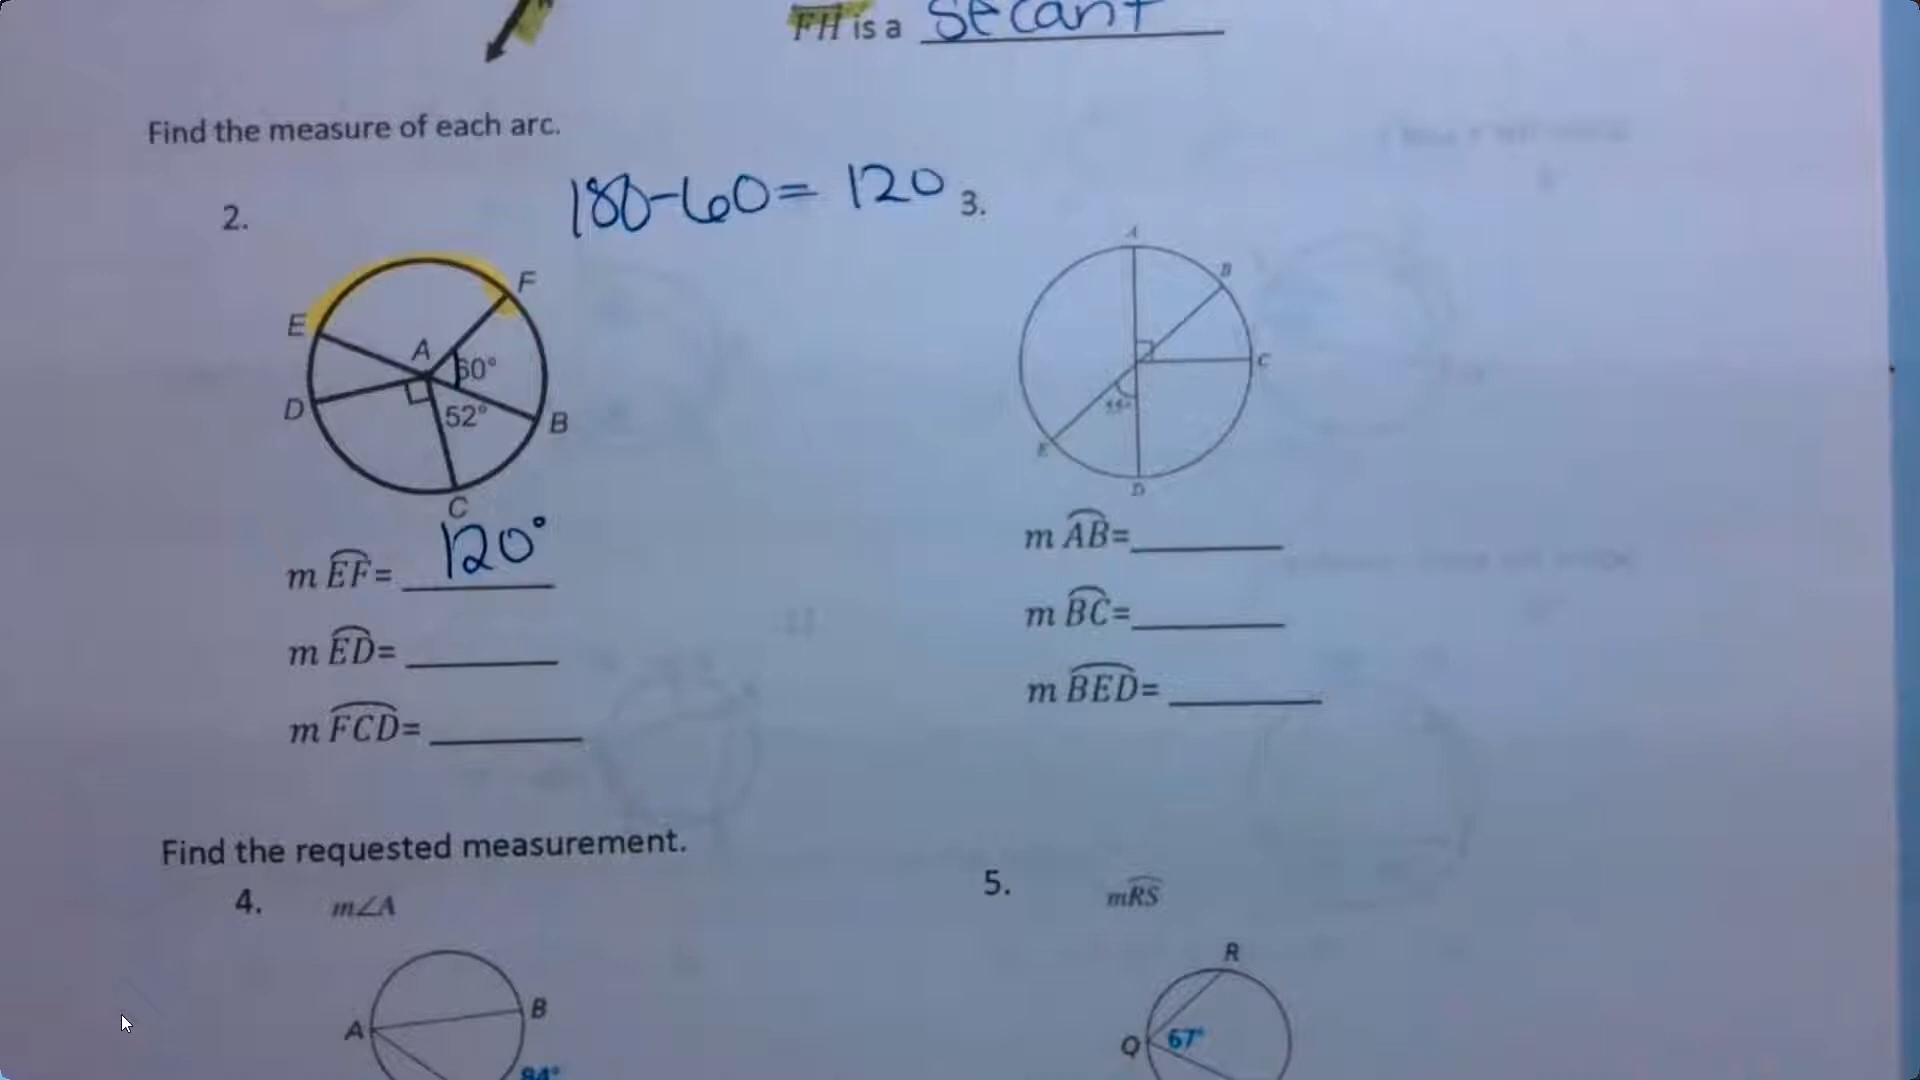 FH is a secant
Find the measure of each arc.
180-60= 120
2.
3.
F
E
A
60°
D
52°
B
C
A
B
C
E
D
m EF= 120°
m ED=
m FCD=
m AB=
m BC=
m BED=
Find the requested measurement.
4. m∠A
5. mRS
A
B
84°
R
Q
67°